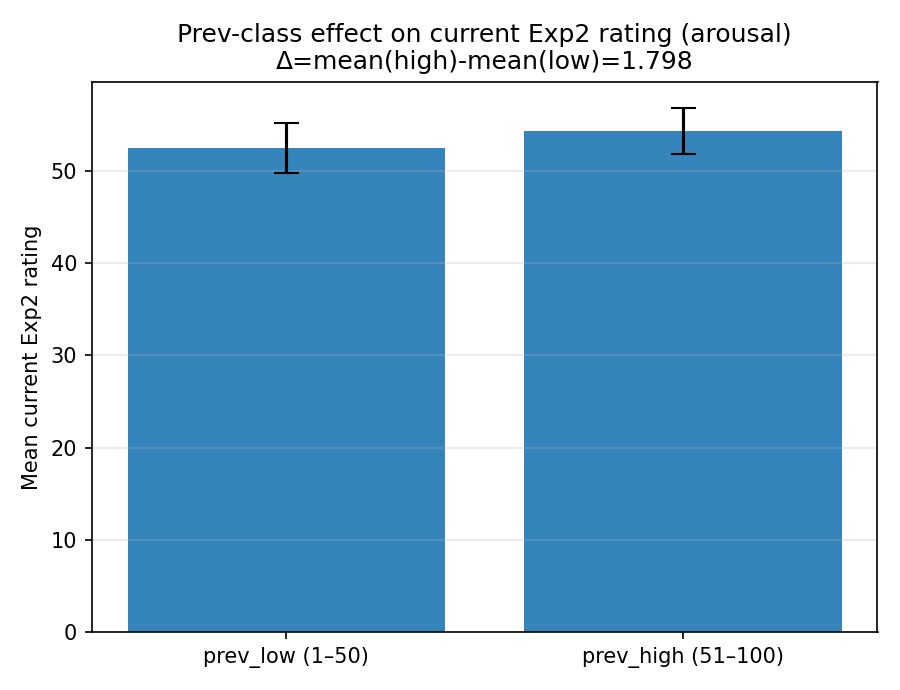 Prev-class effect on current Exp2 rating (arousal)
Δ=mean(high)-mean(low)=1.798
Mean current Exp2 rating
50
40
30
20
10
0
prev_low (1–50)
prev_high (51–100)